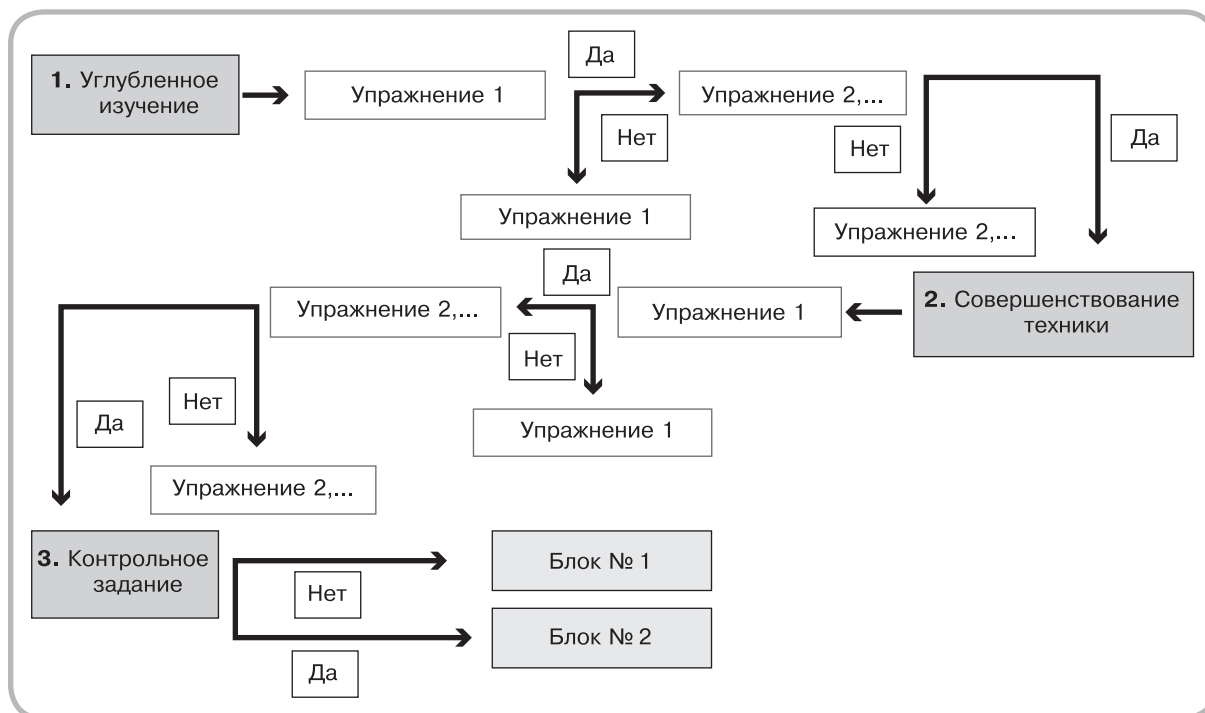 1. Углубленное
изучение
Упражнение 1
Да
Нет
Упражнение 2,...
Нет
Да
Упражнение 1
Упражнение 2,...
2. Совершенствование
техники
Упражнение 1
Да
Нет
Упражнение 2,...
Упражнение 1
Нет
Да
Упражнение 2,...
3. Контрольное
задание
Нет
Да
Блок № 1
Блок № 2